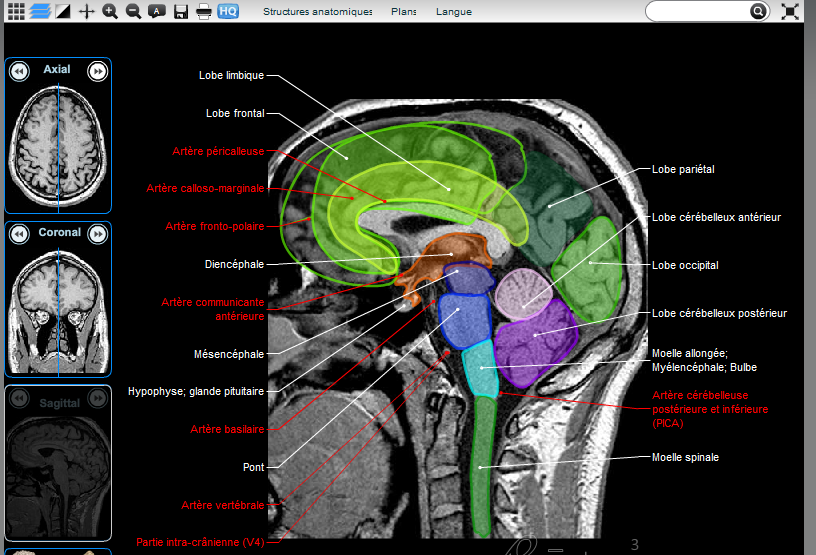 A HQ Structures anatomiques Plans Langue
Axial
Coronal
Sagittal
Lobe limbique
Lobe frontal
Artère péricalleuse
Artère calloso-marginale
Artère fronto-polaire
Diencéphale
Artère communicante
antérieure
Mésencéphale
Hypophyse; glande pituitaire
Artère basilaire
Pont
Artère vertébrale
Partie intra-crânienne (V4)
Lobe pariétal
Lobe cérébelleux antérieur
Lobe occipital
Lobe cérébelleux postérieur
Moelle allongée;
Myélencéphale; Bulbe
Artère cérébelleuse
postérieure et inférieure
(PICA)
Moelle spinale
3